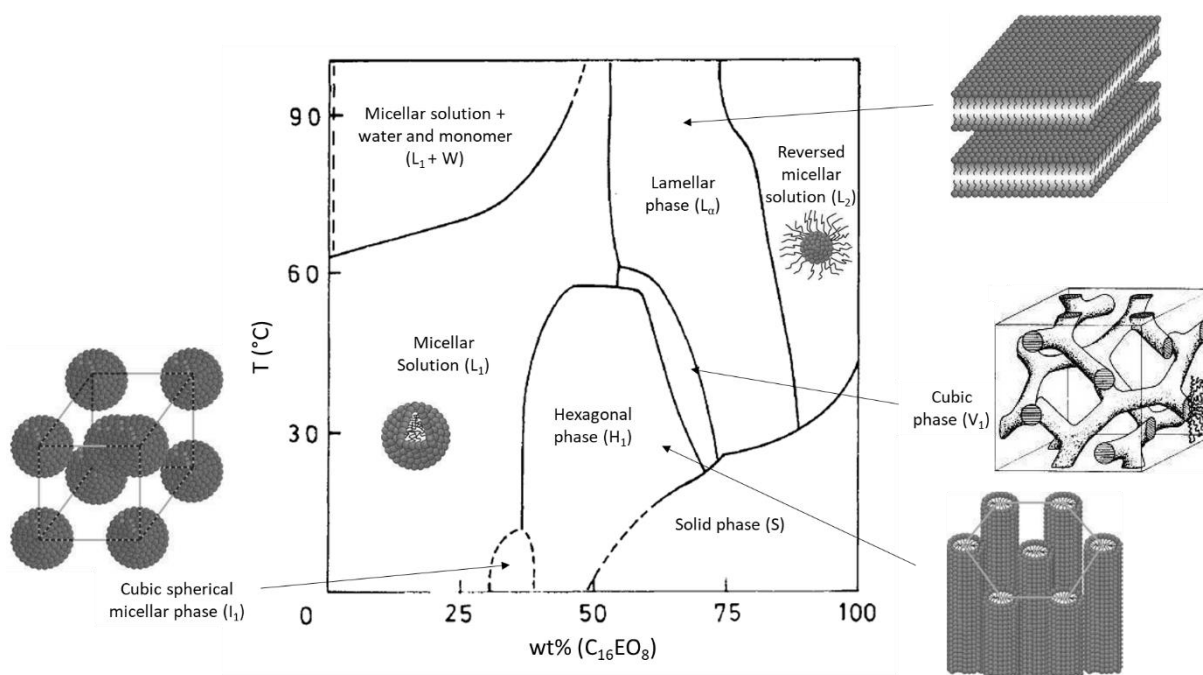 Micellar solution +
water and monomer
(L₁ + W)
Reversed
micellar
solution (L₂)
Lamellar
phase (Lα)
90
60
30
0
T (°C)
Micellar
Solution (L₁)
Hexagonal
phase (H₁)
Cubic
phase (V₁)
Solid phase (S)
Cubic spherical
micellar phase (I₁)
25
50
75
100
wt% (C₁₆EO₈)